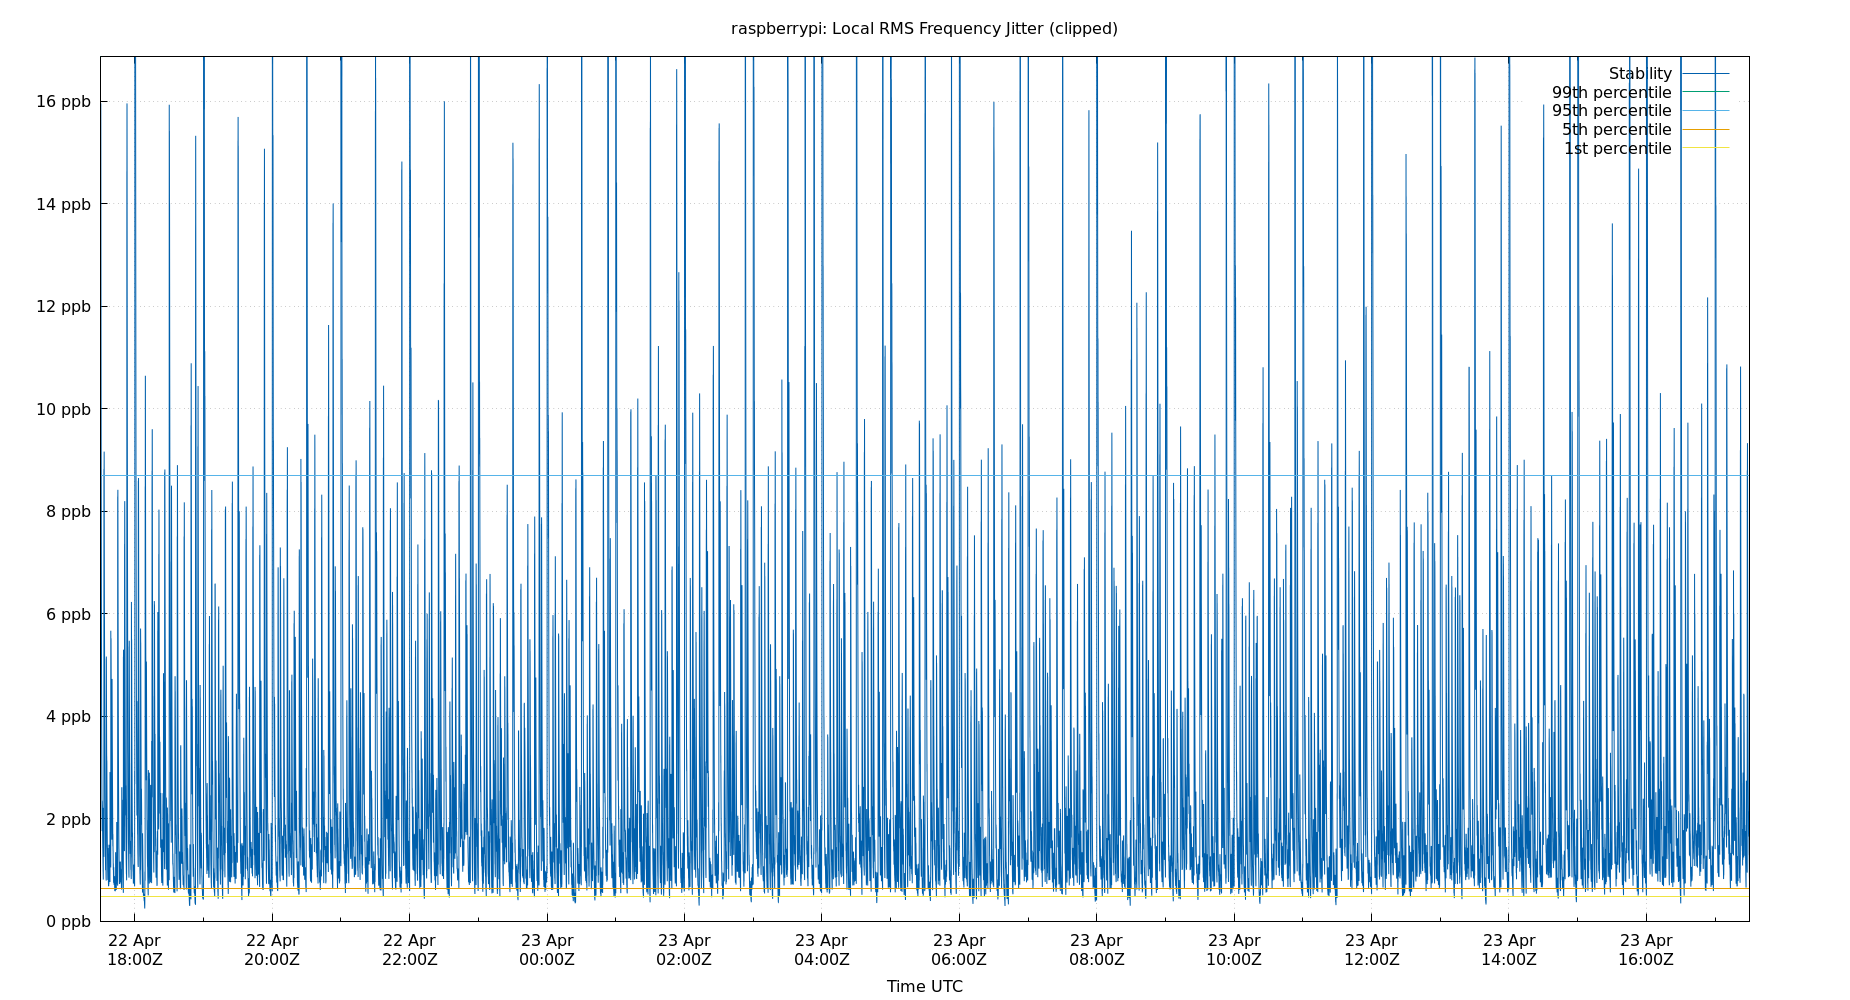 raspberrypi: Local RMS Frequency Jitter (clipped)
Stability
99th percentile
95th percentile
5th percentile
1st percentile
16 ppb
14 ppb
12 ppb
10 ppb
8 ppb
6 ppb
4 ppb
2 ppb
0 ppb
22 Apr 22 Apr 22 Apr 23 Apr 23 Apr 23 Apr 23 Apr 23 Apr 23 Apr 23 Apr 23 Apr 23 Apr
18:00Z 20:00Z 22:00Z 00:00Z 02:00Z 04:00Z 06:00Z 08:00Z 10:00Z 12:00Z 14:00Z 16:00Z
Time UTC